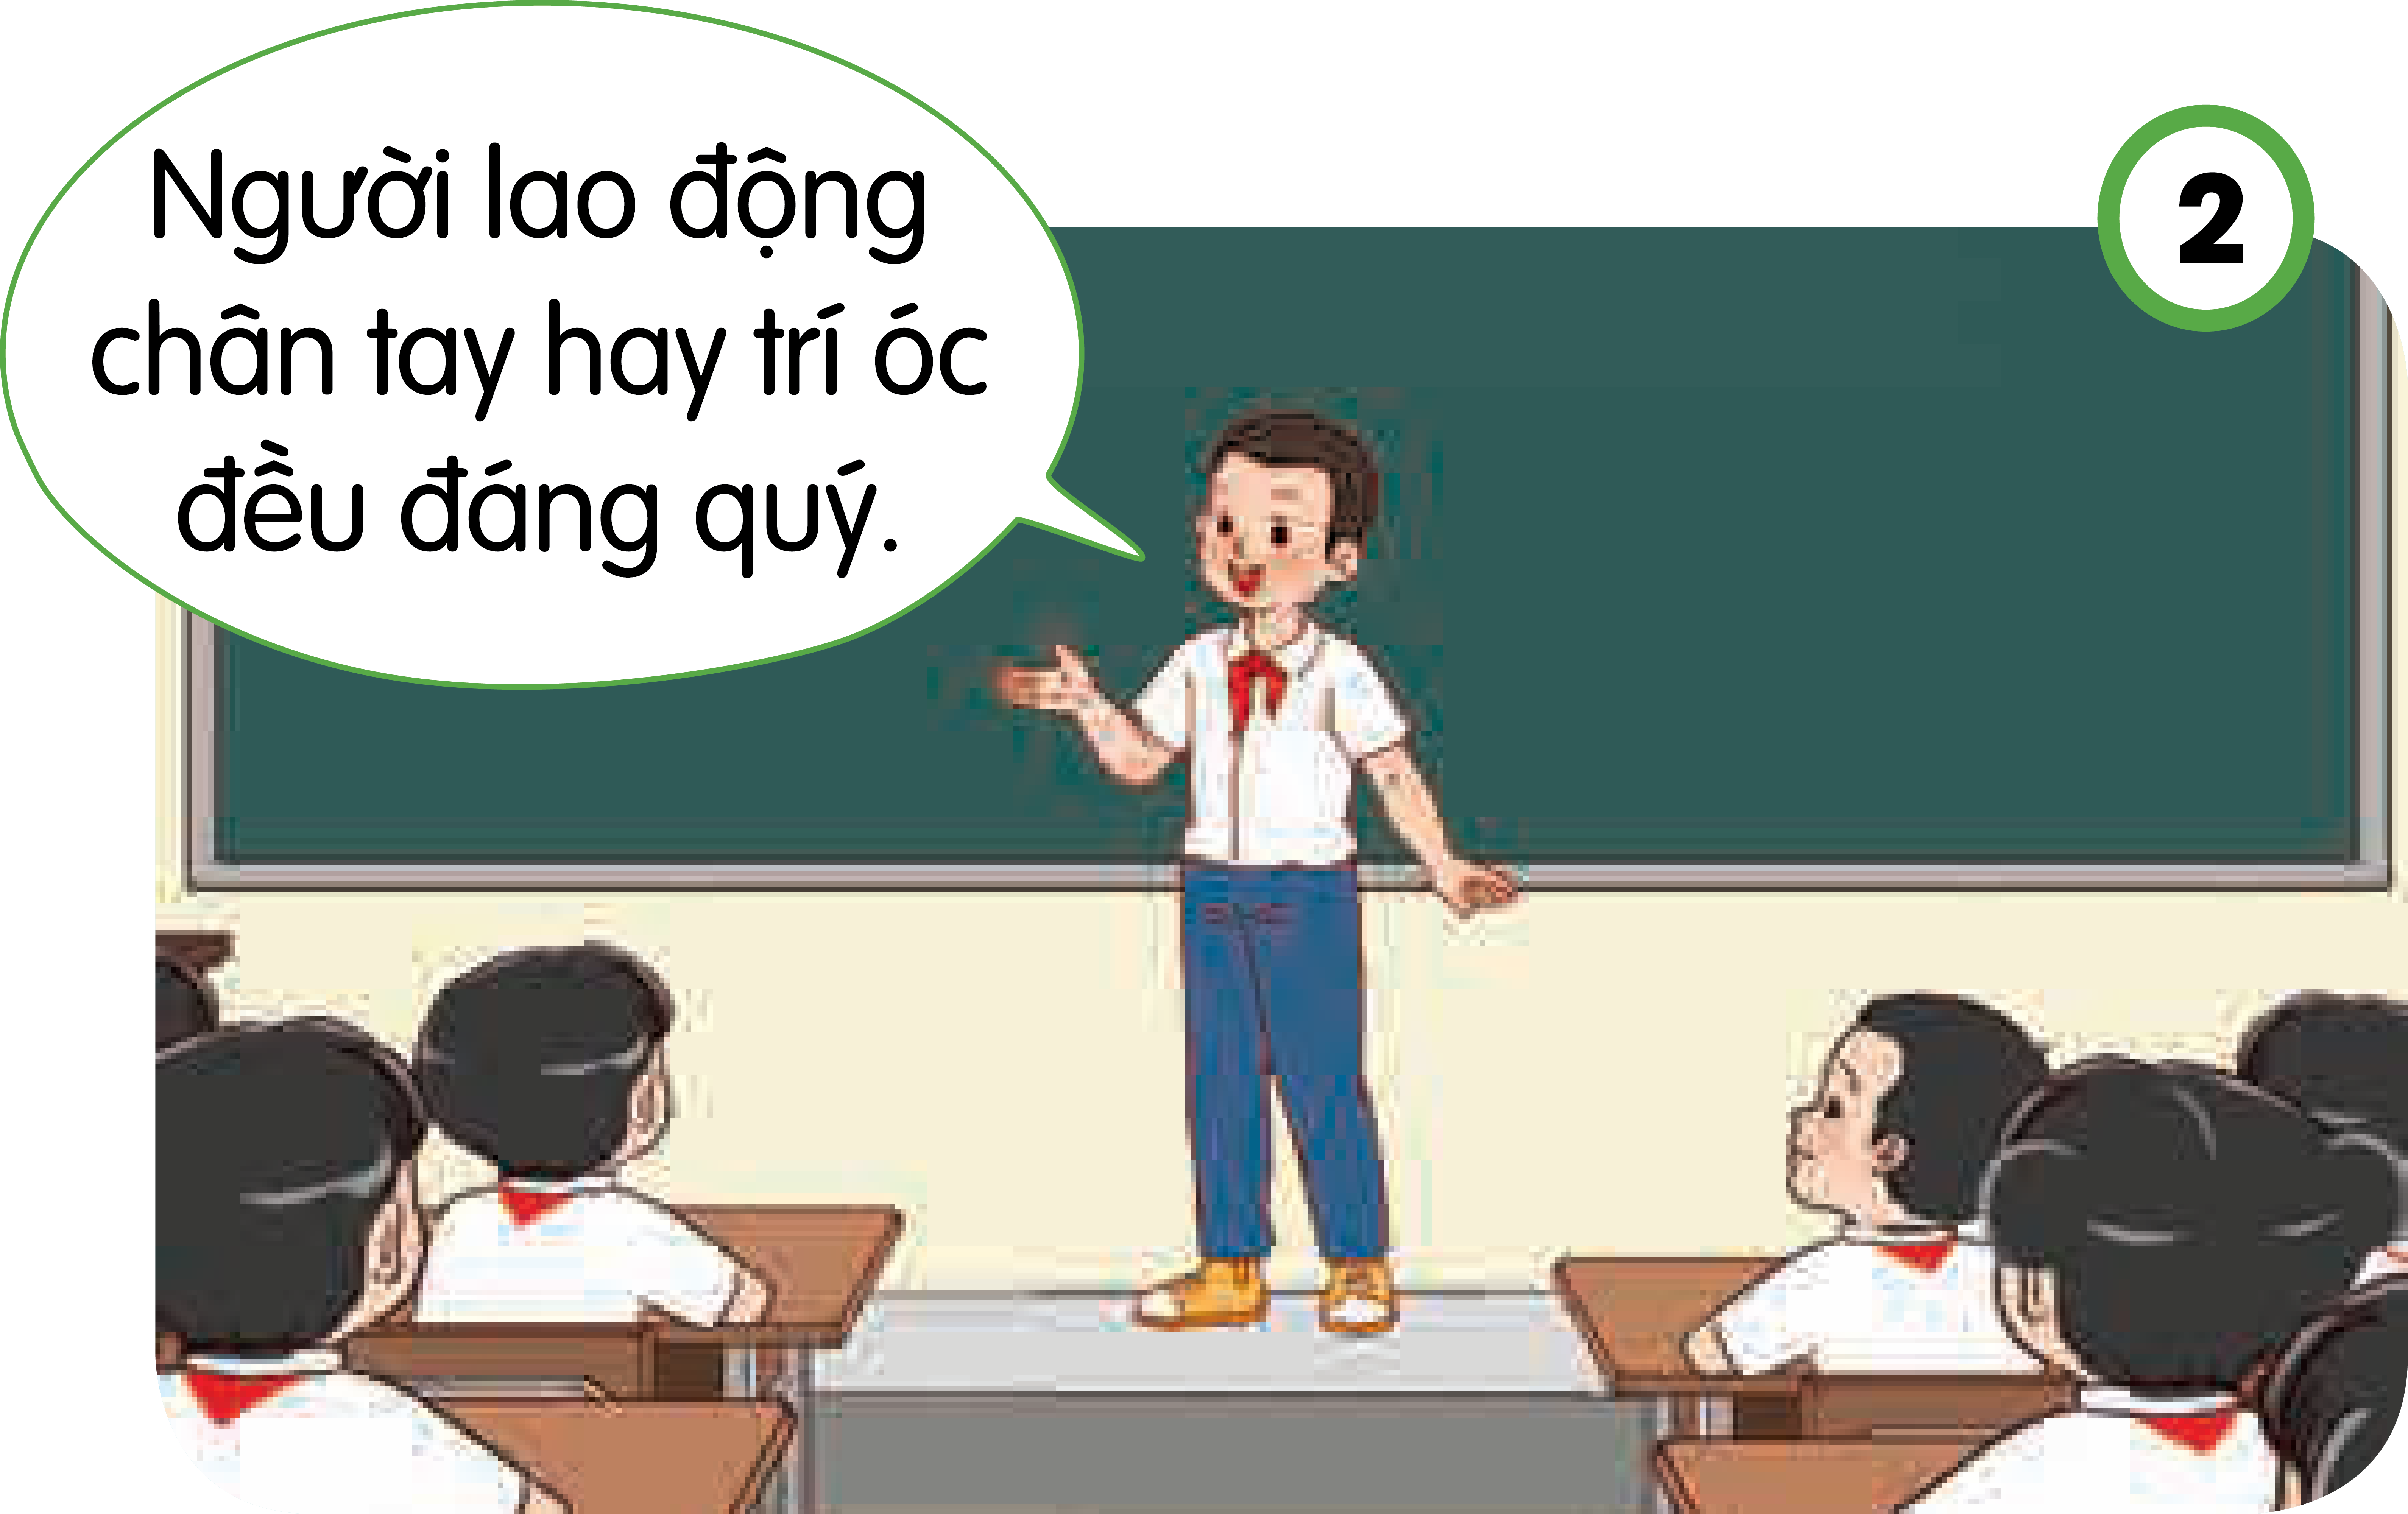 Người lao động
chân tay hay trí óc
đều đáng quý.
2